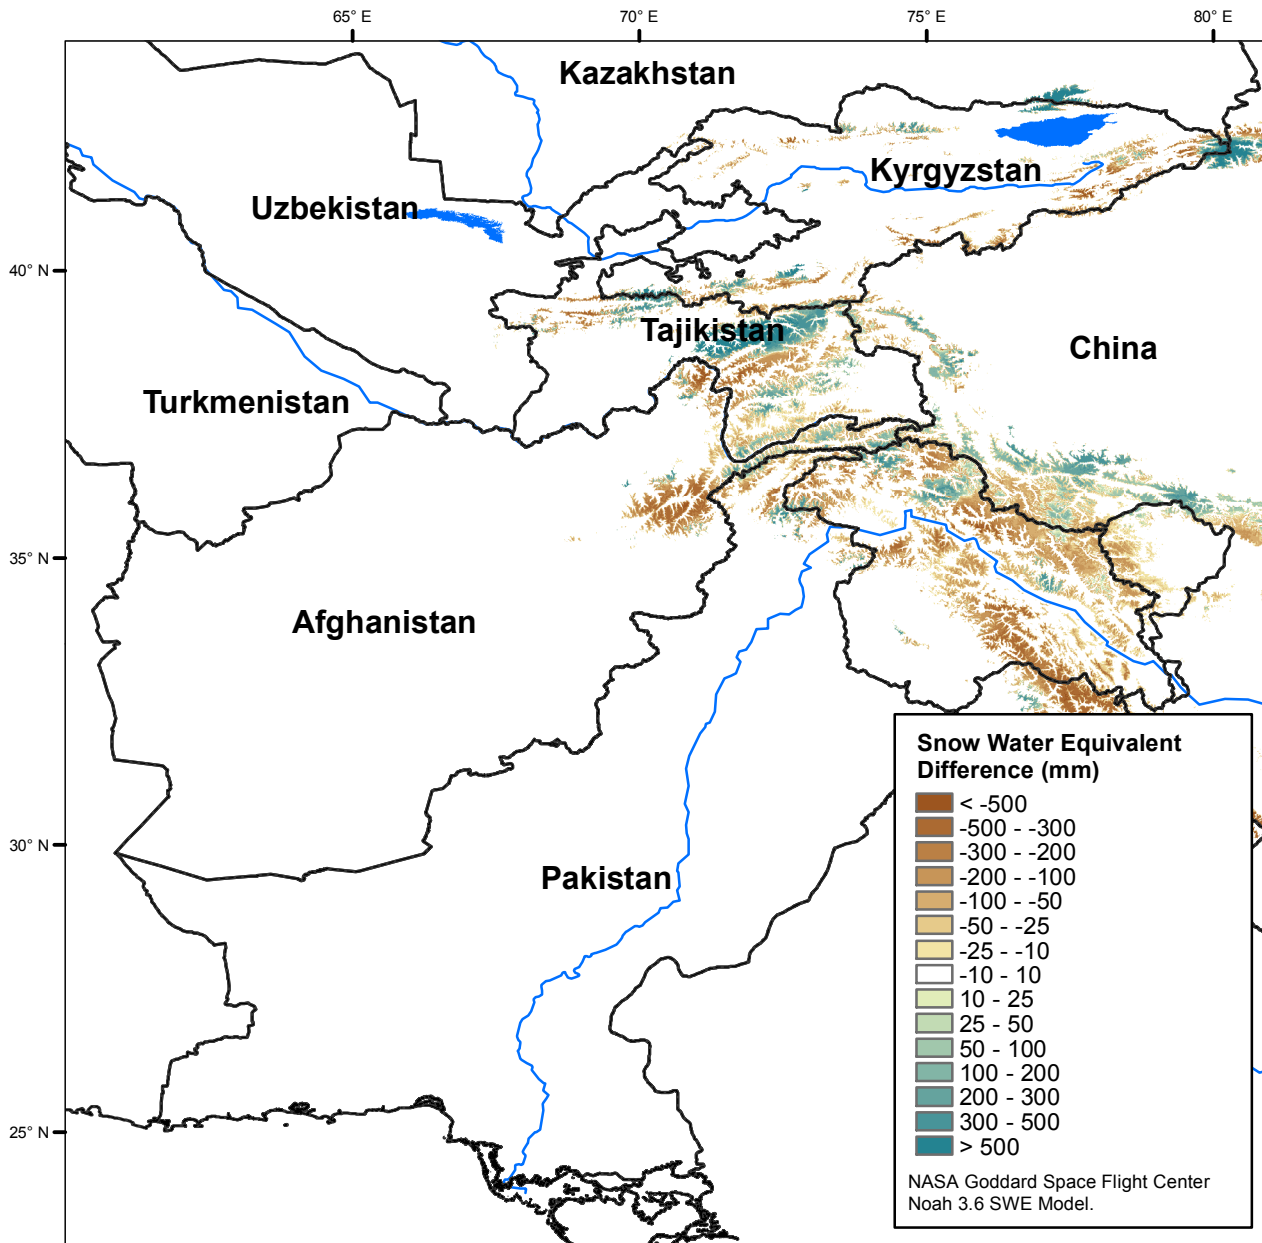 65° E
70° E
75° E
80° E
Kazakhstan
Kyrgyzstan
Uzbekistan
40° N
Tajikistan
China
Turkmenistan
35° N
Afghanistan
Snow Water Equivalent
Difference (mm)
< -500
-500 - -300
-300 - -200
-200 - -100
-100 - -50
-50 - -25
-25 - -10
-10 - 10
10 - 25
25 - 50
50 - 100
100 - 200
200 - 300
300 - 500
> 500
NASA Goddard Space Flight Center
Noah 3.6 SWE Model.
30° N
Pakistan
25° N